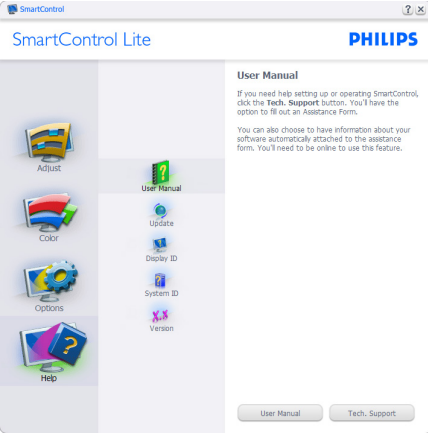 SmartControl
SmartControl Lite
PHILIPS
Adjust
Color
Options
Help
User Manual
Update
Display ID
System ID
X.X
Version
User Manual
If you need help setting up or operating SmartControl,
click the Tech. Support button. You'll have the
option to fill out an Assistance Form.
You can also choose to have information about your
software automatically attached to the assistance
form. You'll need to be online to use this feature.
User Manual
Tech. Support